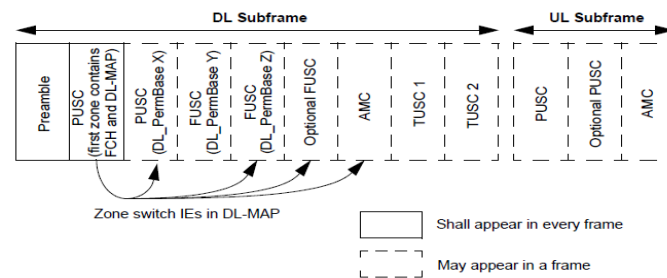 DL Subframe
UL Subframe
Preamble
PUSC
(first zone contains
FCH and DL-MAP)
PUSC
(DL_PermBase X)
FUSC
(DL_PermBase Y)
FUSC
(DL_PermBase Z)
Optional FUSC
AMC
TUSC 1
TUSC 2
PUSC
Optional PUSC
AMC
Zone switch IEs in DL-MAP
Shall appear in every frame
May appear in a frame